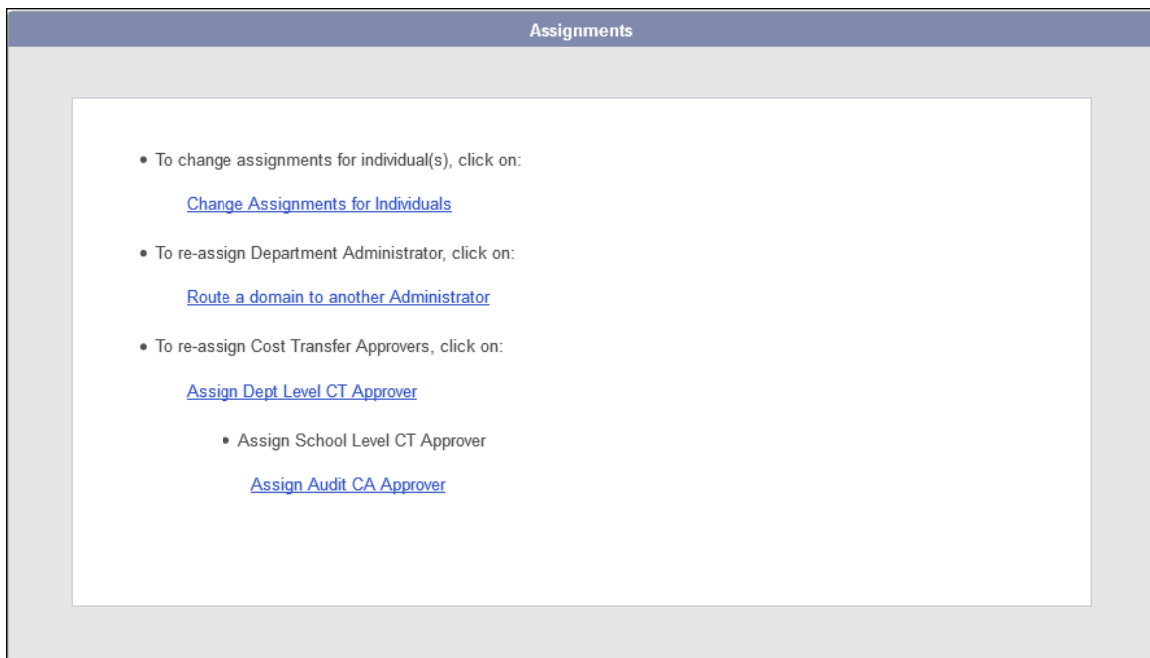 Assignments
• To change assignments for individual(s), click on:
Change Assignments for Individuals
• To re-assign Department Administrator, click on:
Route a domain to another Administrator
• To re-assign Cost Transfer Approvers, click on:
Assign Dept Level CT Approver
• Assign School Level CT Approver
Assign Audit CA Approver